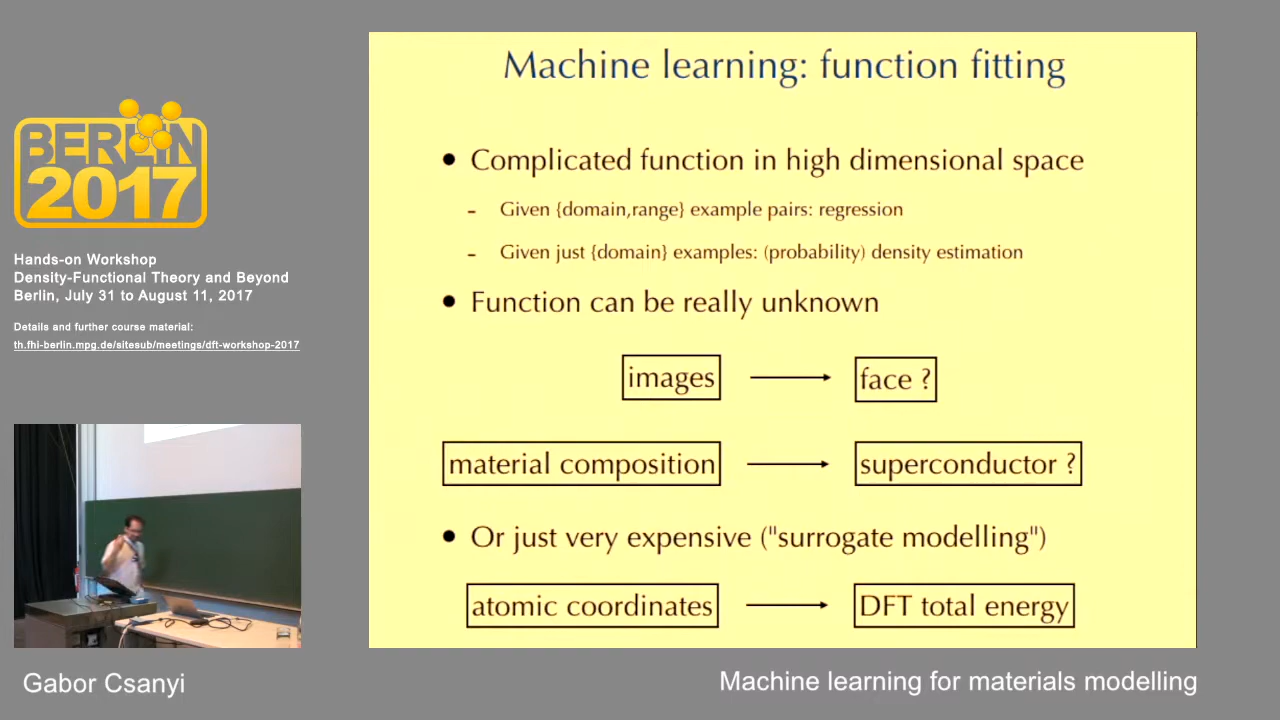 BERLIN
2017
Hands-on Workshop
Density-Functional Theory and Beyond
Berlin, July 31 to August 11, 2017
Details and further course material:
th.fhi-berlin.mpg.de/sitesub/meetings/dft-workshop-2017
Machine learning: function fitting
• Complicated function in high dimensional space
- Given {domain,range} example pairs: regression
- Given just {domain} examples: (probability) density estimation
• Function can be really unknown
images face ?
material composition superconductor ?
• Or just very expensive ("surrogate modelling")
atomic coordinates DFT total energy
Gabor Csanyi
Machine learning for materials modelling